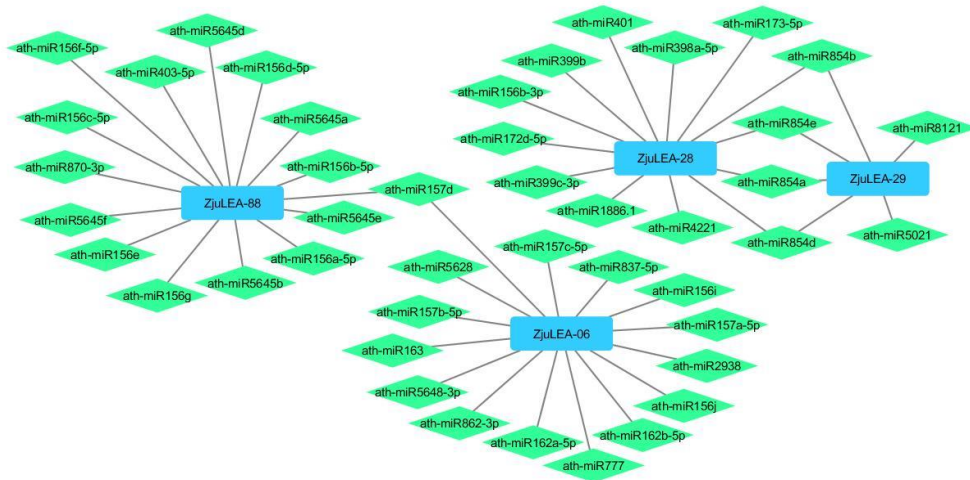 ath-miR5645d
ath-miR156f-5p
ath-miR403-5p
ath-miR156d-5p
ath-miR156c-5p
ath-miR5645a
ath-miR870-3p
ath-miR156b-5p
ath-miR157d
ZjuLEA-88
ath-miR5645f
ath-miR5645e
ath-miR156e
ath-miR156a-5p
ath-miR156g
ath-miR5645b
ath-miR401
ath-miR173-5p
ath-miR399b
ath-miR398a-5p
ath-miR854b
ath-miR156b-3p
ath-miR854e
ath-miR8121
ath-miR172d-5p
ZjuLEA-28
ath-miR399c-3p
ath-miR854a
ZjuLEA-29
ath-miR1886.1
ath-miR4221
ath-miR854d
ath-miR5021
ath-miR157c-5p
ath-miR5628
ath-miR837-5p
ath-miR156i
ath-miR157b-5p
ath-miR157a-5p
ZjuLEA-06
ath-miR163
ath-miR2938
ath-miR5648-3p
ath-miR156j
ath-miR862-3p
ath-miR162a-5p
ath-miR162b-5p
ath-miR777